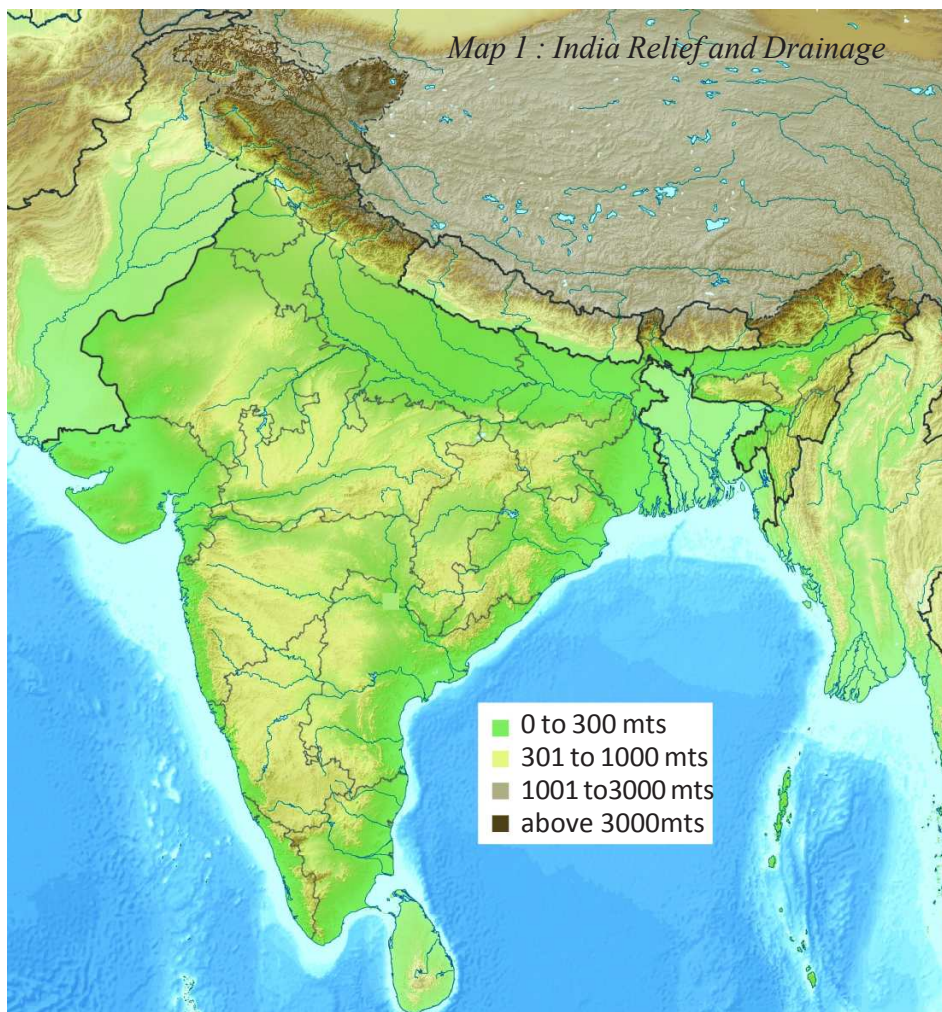 Map 1 : India Relief and Drainage
0 to 300 mts
301 to 1000 mts
1001 to3000 mts
above 3000mts